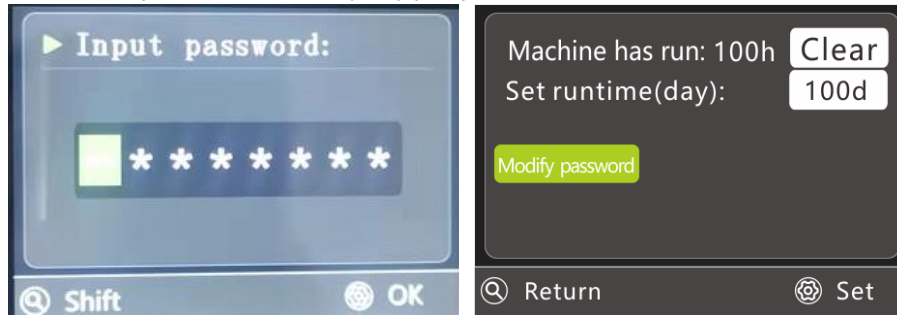 Input password:
* * * * * * *
Shift
OK
Machine has run: 100h
Clear
Set runtime(day):
100d
Modify password
Return
Set